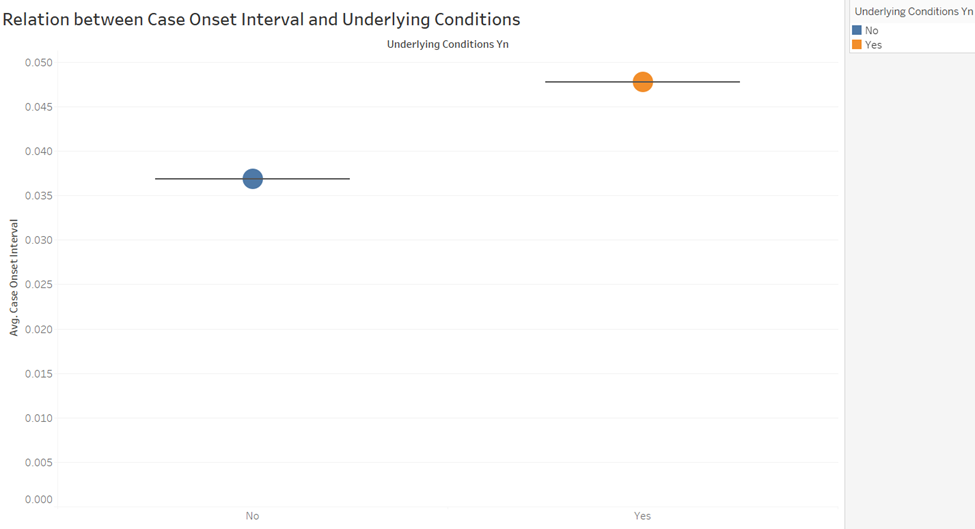 Relation between Case Onset Interval and Underlying Conditions
Underlying Conditions Yn
Underlying Conditions Yn
No
Yes
Avg. Case Onset Interval
0.050
0.045
0.040
0.035
0.030
0.025
0.020
0.015
0.010
0.005
0.000
No
Yes